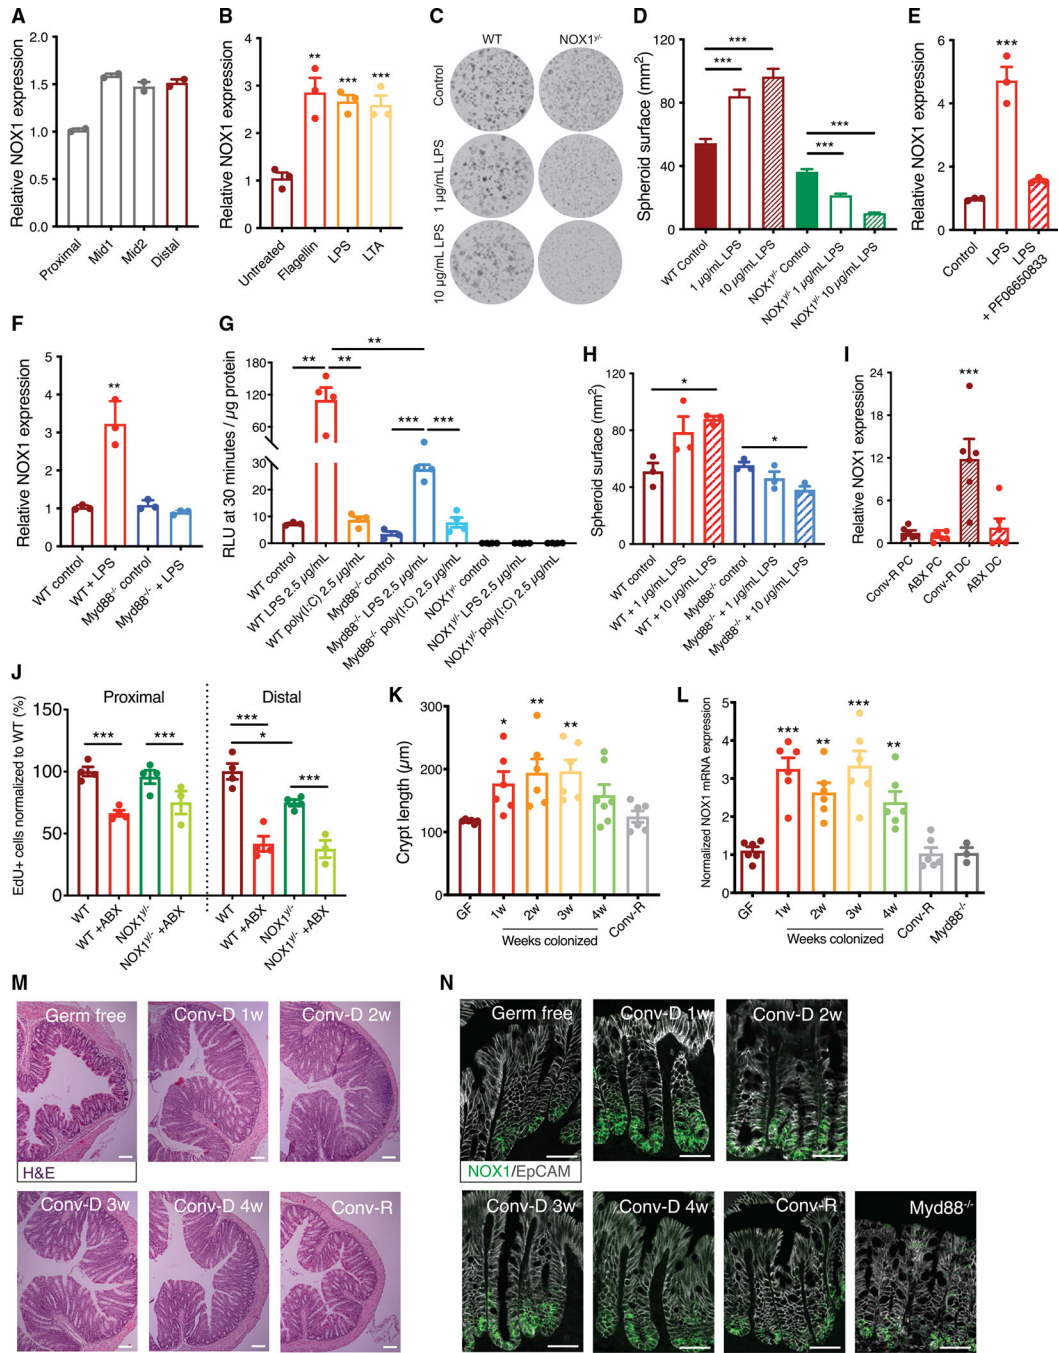 A
Relative NOX1 expression
2.0
1.5
1.0
0.5
0.0
Proximal
Mid1
Mid2
Distal
B
Relative NOX1 expression
4
3
2
1
0
**
***
***
Untreated
Flagellin
LPS
LTA
C
WT
NOX1y/-
Control
1 µg/mL LPS
10 µg/mL LPS
D
Spheroid surface (mm²)
120
80
40
0
***
***
***
***
WT Control
1 µg/mL LPS
10 µg/mL LPS
NOX1y/- Control
NOX1y/- 1 µg/mL LPS
NOX1y/- 10 µg/mL LPS
E
Relative NOX1 expression
8
6
4
2
0
***
Control
LPS
LPS
+ PF06650833
F
Relative NOX1 expression
5
4
3
2
1
0
**
WT control
WT + LPS
Myd88-/- control
Myd88-/- + LPS
G
RLU at 30 minutes / µg protein
180
120
60
30
20
10
0
**
**
**
***
***
WT control
WT LPS 2.5 µg/mL
WT poly(I:C) 2.5 µg/mL
Myd88-/- control
Myd88-/- LPS 2.5 µg/mL
Myd88-/- poly(I:C) 2.5 µg/mL
NOX1y/- control
NOX1y/- LPS 2.5 µg/mL
NOX1y/- poly(I:C) 2.5 µg/mL
H
Spheroid surface (mm²)
120
80
40
0
*
*
WT control
WT + 1 µg/mL LPS
WT + 10 µg/mL LPS
Myd88-/- control
Myd88-/- + 1 µg/mL LPS
Myd88-/- + 10 µg/mL LPS
I
Relative NOX1 expression
24
18
12
6
0
***
Conv-R PC
ABX PC
Conv-R DC
ABX DC
J
EdU+ cells normalized to WT (%)
Proximal
Distal
150
100
50
0
***
***
***
*
***
WT
WT +ABX
NOX1y/-
NOX1y/- +ABX
WT
WT +ABX
NOX1y/-
NOX1y/- +ABX
K
Crypt length (µm)
300
200
100
0
*
**
**
GF
1w
2w
3w
4w
Conv-R
Weeks colonized
L
Normalized NOX1 mRNA expression
5
4
3
2
1
0
***
**
***
**
GF
1w
2w
3w
4w
Conv-R
Myd88-/-
Weeks colonized
M
Germ free
Conv-D 1w
Conv-D 2w
H&E
Conv-D 3w
Conv-D 4w
Conv-R
N
Germ free
Conv-D 1w
Conv-D 2w
NOX1/EpCAM
Conv-D 3w
Conv-D 4w
Conv-R
Myd88-/-